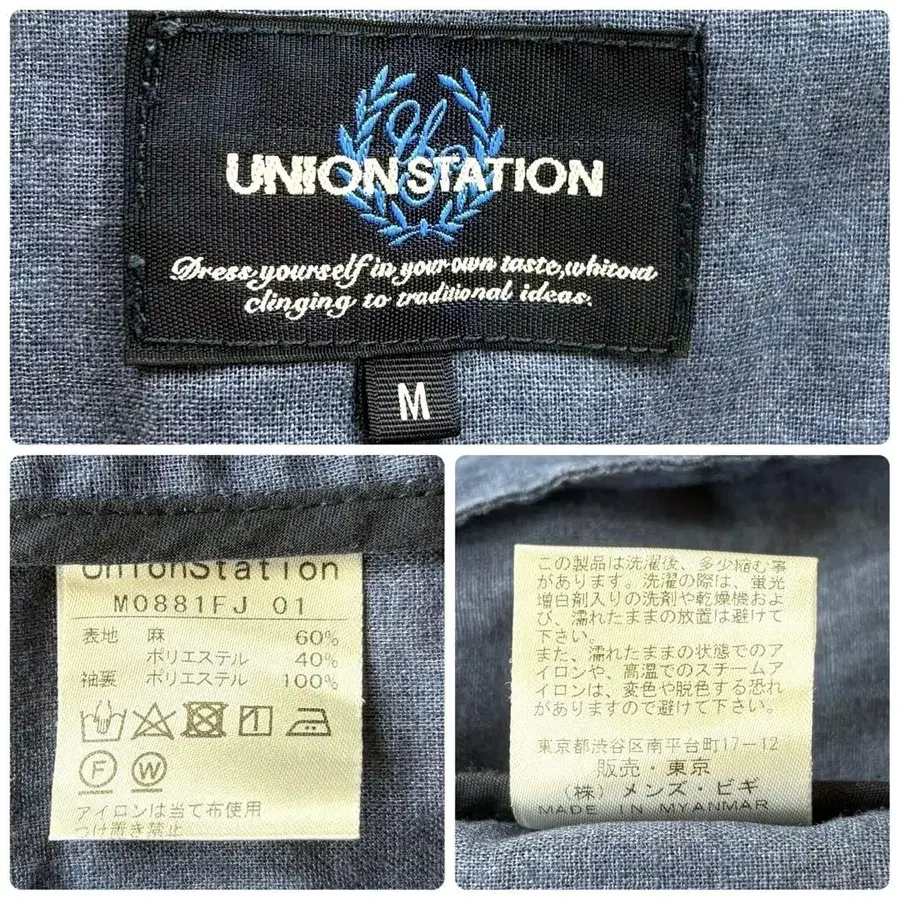 UNION STATION
Dress yourself in your own taste, whitout
clinging to traditional ideas.
M
UnionStation
M0881FJ 01
表地 麻 60%
ポリエステル 40%
袖裏 ポリエステル 100%
F W
アイロンは当て布使用
つけ置き禁止
この製品は洗濯後、多少縮む事
があります。洗濯の際は、蛍光
増白剤入りの洗剤や乾燥機およ
び、濡れたままの放置は避けて
下さい。
また、濡れたままの状態でのア
イロンや、高温でのスチームア
イロンは、変色や脱色する恐れ
がありますので避けて下さい。
東京都渋谷区南平台町17-12
販売・東京
(株) メンズ・ビギ
MADE IN MYANMAR